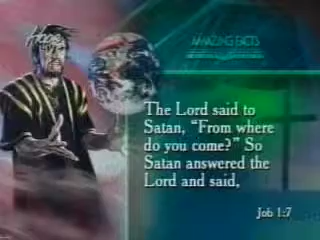 AMAZING FACTS
The Lord said to
Satan, “From where
do you come?” So
Satan answered the
Lord and said,
Job 1:7